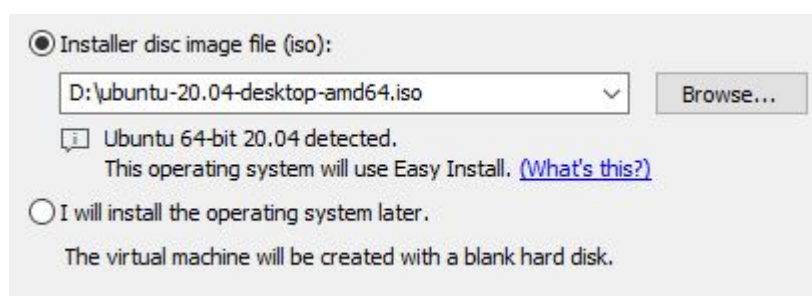 Installer disc image file (iso):
D:\ubuntu-20.04-desktop-amd64.iso Browse...
Ubuntu 64-bit 20.04 detected.
This operating system will use Easy Install. (What's this?)
I will install the operating system later.
The virtual machine will be created with a blank hard disk.